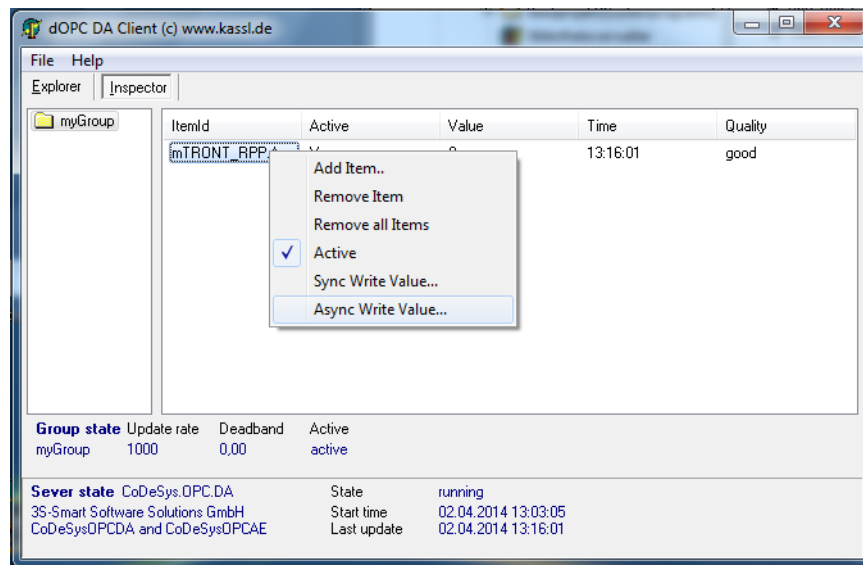 dOPC DA Client (c) www.kassl.de
File Help
Explorer Inspector
myGroup
ItemId Active Value Time Quality
mTRONT_RPP 13:16:01 good
Add Item..
Remove Item
Remove all Items
Active
Sync Write Value...
Async Write Value...
Group state Update rate Deadband Active
myGroup 1000 0,00 active
Sever state CoDeSys.OPC.DA State running
3S-Smart Software Solutions GmbH Start time 02.04.2014 13:03:05
CoDeSysOPCDA and CoDeSysOPCAE Last update 02.04.2014 13:16:01